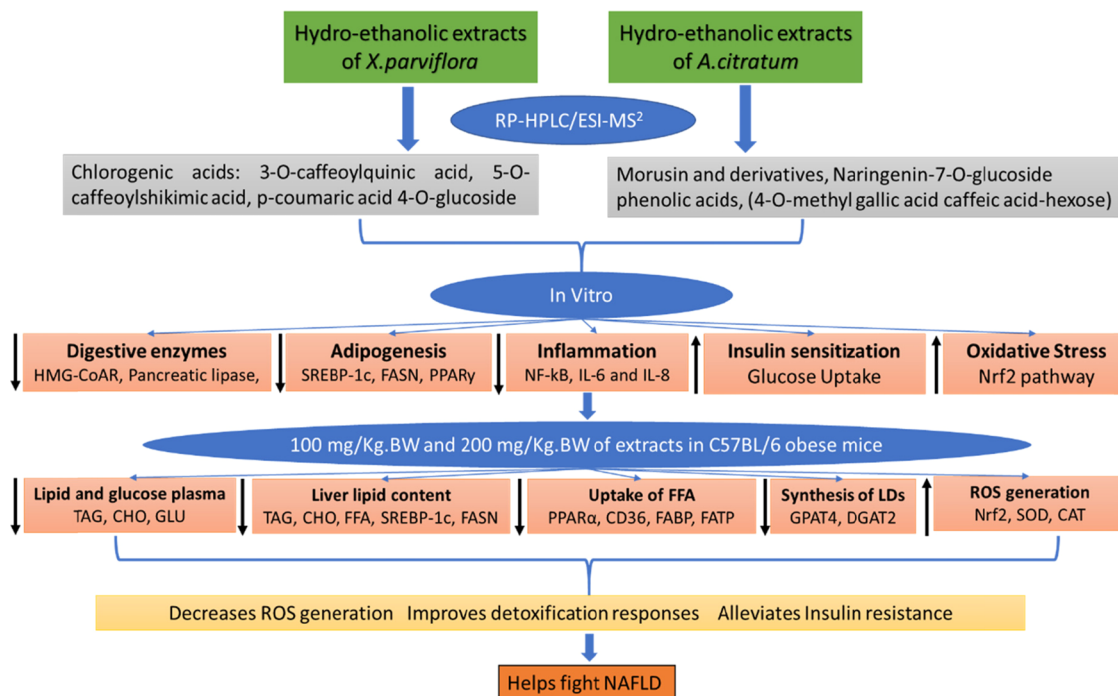 Hydro-ethanolic extracts
of X.parviflora
Hydro-ethanolic extracts
of A.citratum
RP-HPLC/ESI-MS²
Chlorogenic acids: 3-O-caffeoylquinic acid, 5-O-
caffeoylshikimic acid, p-coumaric acid 4-O-glucoside
Morusin and derivatives, Naringenin-7-O-glucoside
phenolic acids, (4-O-methyl gallic acid caffeic acid-hexose)
In Vitro
Digestive enzymes
HMG-CoAR, Pancreatic lipase,
Adipogenesis
SREBP-1c, FASN, PPARγ
Inflammation
NF-kB, IL-6 and IL-8
Insulin sensitization
Glucose Uptake
Oxidative Stress
Nrf2 pathway
100 mg/Kg.BW and 200 mg/Kg.BW of extracts in C57BL/6 obese mice
Lipid and glucose plasma
TAG, CHO, GLU
Liver lipid content
TAG, CHO, FFA, SREBP-1c, FASN
Uptake of FFA
PPARα, CD36, FABP, FATP
Synthesis of LDs
GPAT4, DGAT2
ROS generation
Nrf2, SOD, CAT
Decreases ROS generation Improves detoxification responses Alleviates Insulin resistance
Helps fight NAFLD